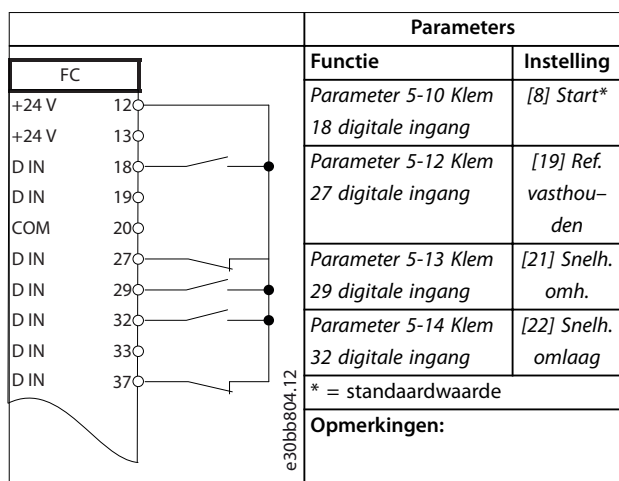 Parameters
Functie Instelling
FC
+24 V 12
+24 V 13
D IN 18
D IN 19
COM 20
D IN 27
D IN 29
D IN 32
D IN 33
D IN 37
e30bb804.12
Parameter 5-10 Klem [8] Start*
18 digitale ingang
Parameter 5-12 Klem [19] Ref.
27 digitale ingang vasthou–
den
Parameter 5-13 Klem [21] Snelh.
29 digitale ingang omh.
Parameter 5-14 Klem [22] Snelh.
32 digitale ingang omlaag
* = standaardwaarde
Opmerkingen: